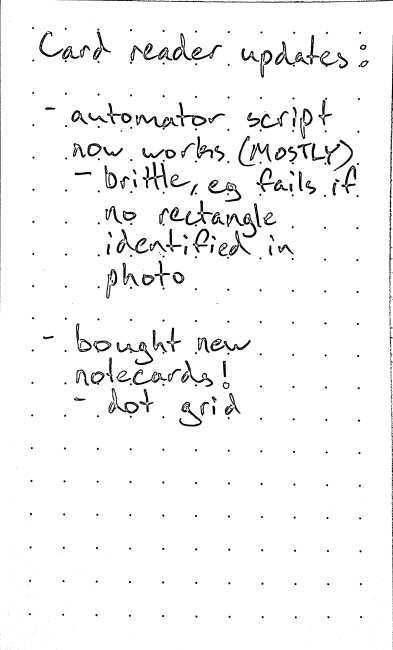 Card reader updates:
- automator script
now works (MOSTLY)
- brittle, eg fails if
no rectangle
identified in
photo
- bought new
notecards!
- dot grid